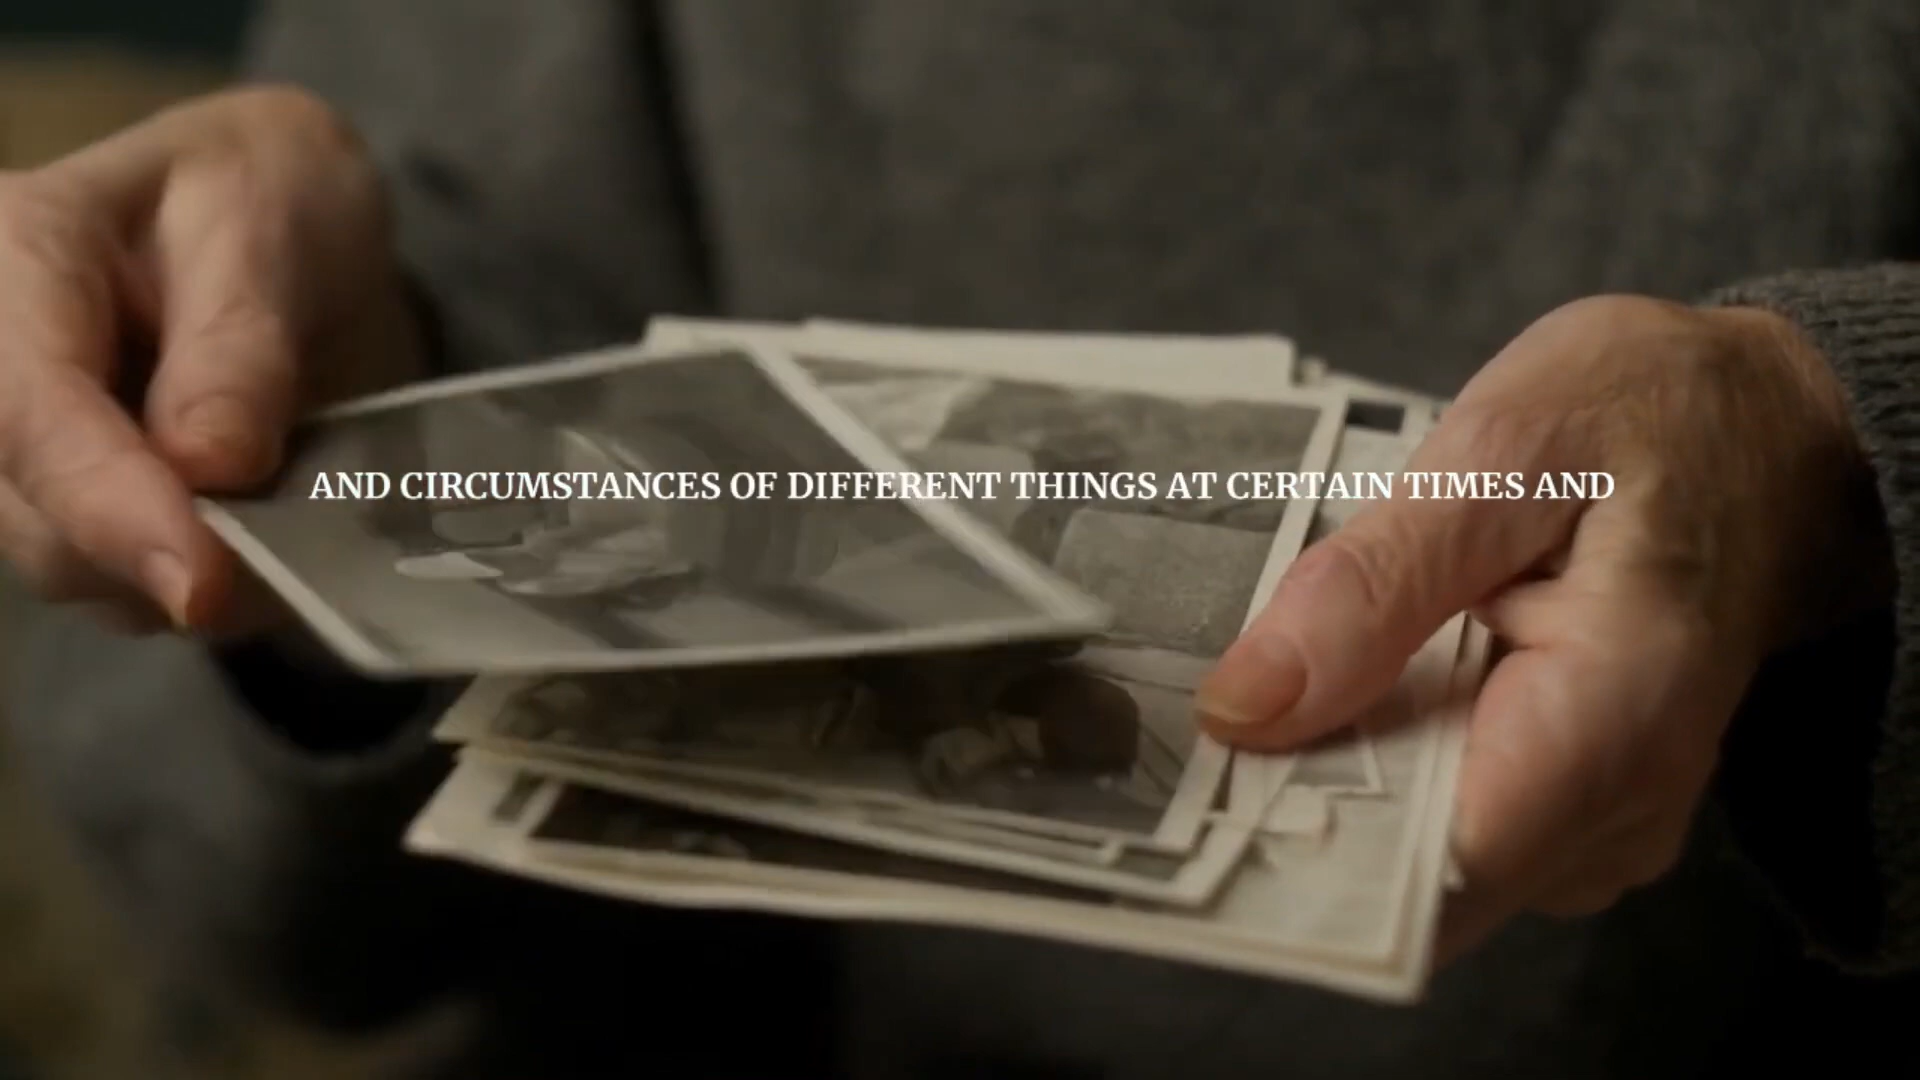 AND CIRCUMSTANCES OF DIFFERENT THINGS AT CERTAIN TIMES AND